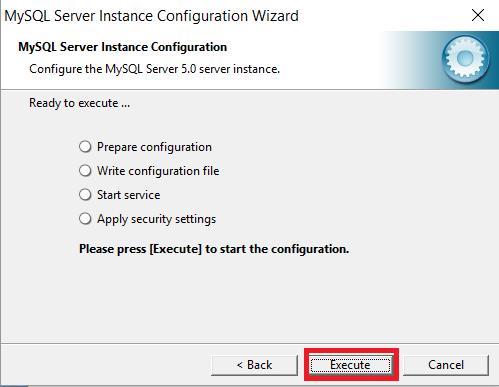 MySQL Server Instance Configuration Wizard
MySQL Server Instance Configuration
Configure the MySQL Server 5.0 server instance.
Ready to execute ...
Prepare configuration
Write configuration file
Start service
Apply security settings
Please press [Execute] to start the configuration.
< Back Execute Cancel